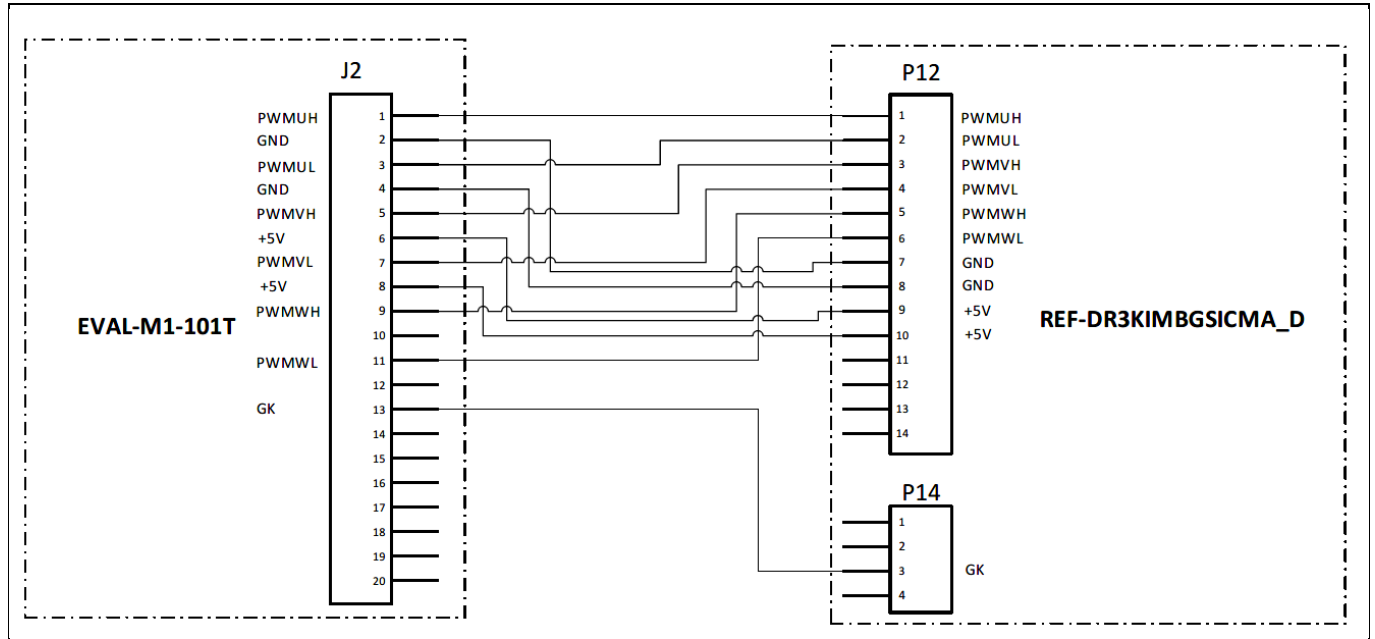 J2
P12
PWMUH 1
GND 2
PWMUL 3
GND 4
PWMVH 5
+5V 6
PWMVL 7
+5V 8
PWMWH 9
10
PWMWL 11
12
GK 13
14
15
16
17
18
19
20
EVAL-M1-101T
1 PWMUH
2 PWMUL
3 PWMVH
4 PWMVL
5 PWMWH
6 PWMWL
7 GND
8 GND
9 +5V
10 +5V
11
12
13
14
REF-DR3KIMBGSICMA_D
P14
1
2
3 GK
4